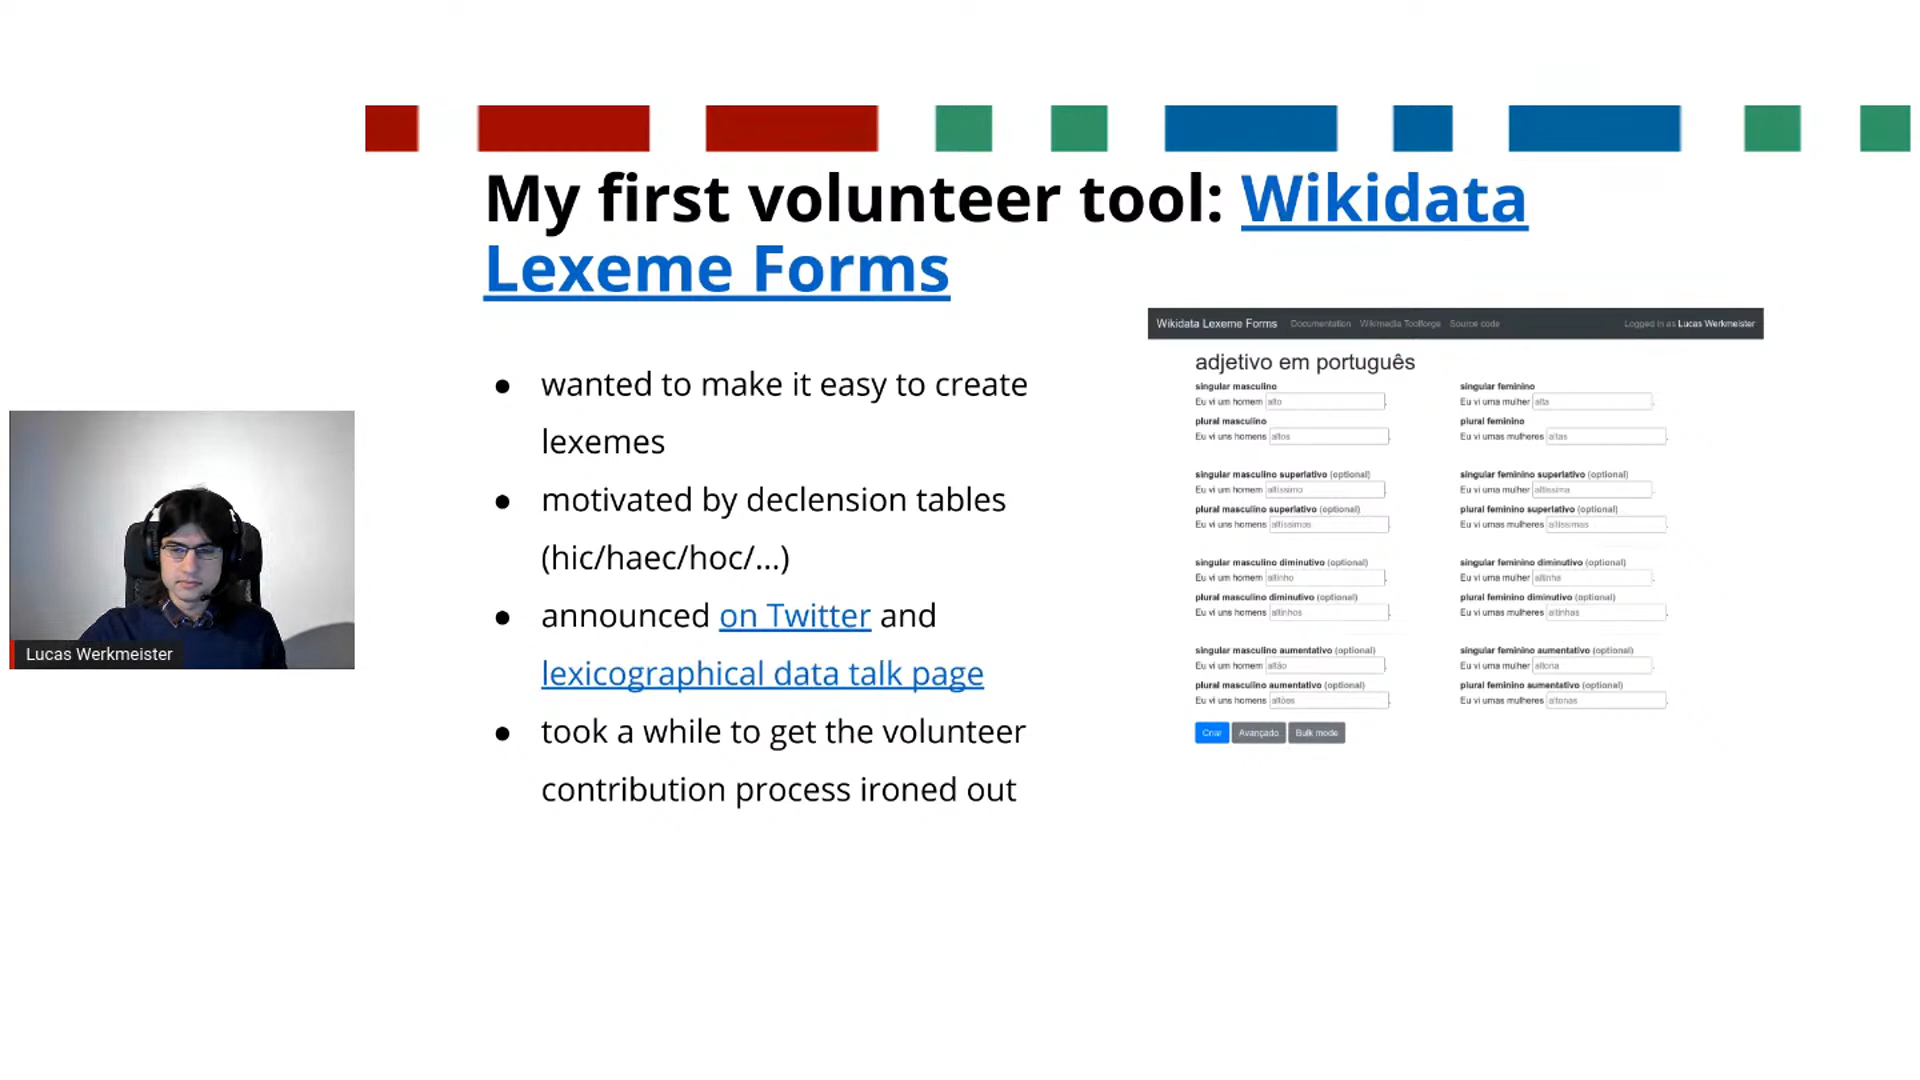 My first volunteer tool: Wikidata
Lexeme Forms
● wanted to make it easy to create
lexemes
● motivated by declension tables
(hic/haec/hoc/...)
● announced on Twitter and
lexicographical data talk page
● took a while to get the volunteer
contribution process ironed out
Wikidata Lexeme Forms Documentation Wikimedia Toolforge Source code Logged in as Lucas Werkmeister
adjetivo em português
singular masculino
Eu vi um homem alto.
singular feminino
Eu vi uma mulher alta.
plural masculino
Eu vi uns homens altos.
plural feminino
Eu vi umas mulheres altas.
singular masculino superlativo (optional)
Eu vi um homem altíssimo.
singular feminino superlativo (optional)
Eu vi uma mulher altíssima.
plural masculino superlativo (optional)
Eu vi uns homens altíssimos.
plural feminino superlativo (optional)
Eu vi umas mulheres altíssimas.
singular masculino diminutivo (optional)
Eu vi um homem altinho.
singular feminino diminutivo (optional)
Eu vi uma mulher altinha.
plural masculino diminutivo (optional)
Eu vi uns homens altinhos.
plural feminino diminutivo (optional)
Eu vi umas mulheres altinhas.
singular masculino aumentativo (optional)
Eu vi um homem altão.
singular feminino aumentativo (optional)
Eu vi uma mulher altona.
plural masculino aumentativo (optional)
Eu vi uns homens altões.
plural feminino aumentativo (optional)
Eu vi umas mulheres altonas.
Criar Avançado Bulk mode
Lucas Werkmeister